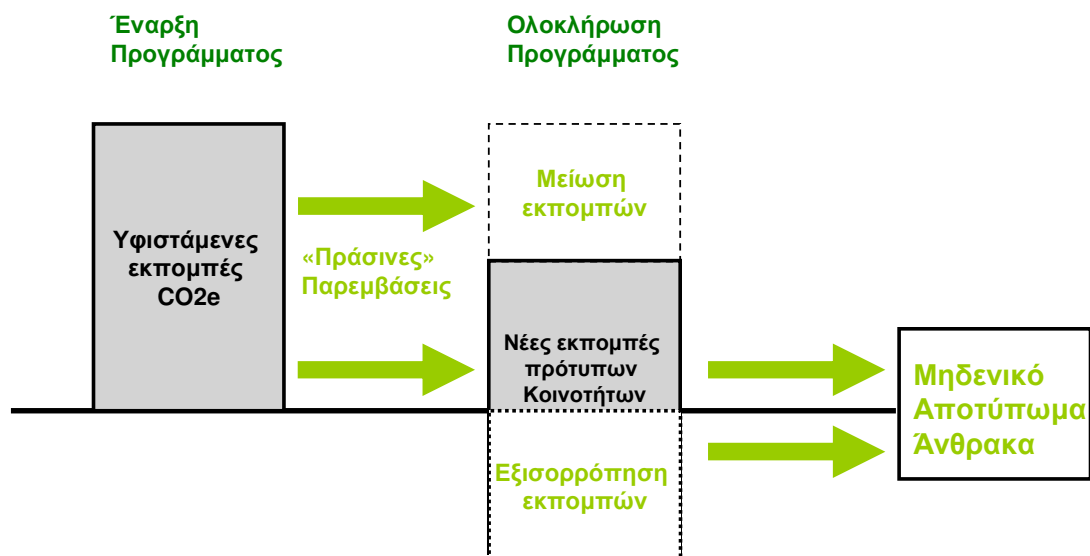 Έναρξη
Προγράμματος
Ολοκλήρωση
Προγράμματος
Υφιστάμενες
εκπομπές
CO2e
«Πράσινες»
Παρεμβάσεις
Μείωση
εκπομπών
Νέες εκπομπές
πρότυπων
Κοινοτήτων
Εξισορρόπηση
εκπομπών
Μηδενικό
Αποτύπωμα
Άνθρακα